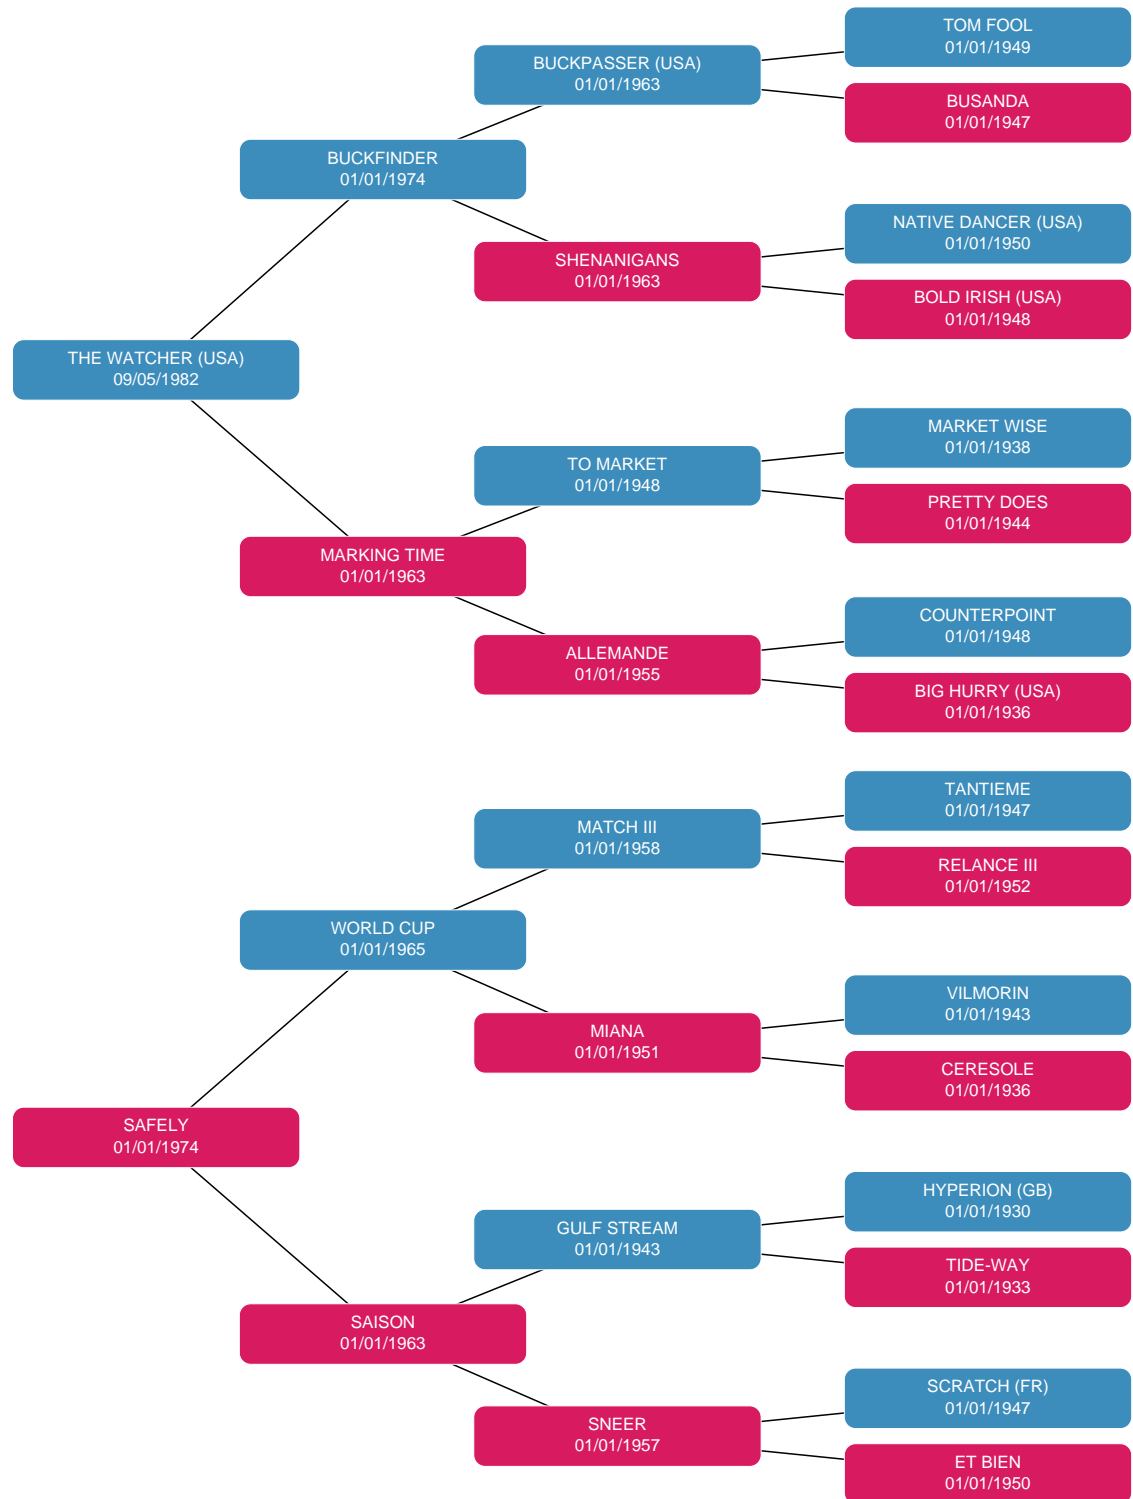 TOM FOOL
01/01/1949
BUCKPASSER (USA)
01/01/1963
BUSANDA
01/01/1947
BUCKFINDER
01/01/1974
NATIVE DANCER (USA)
01/01/1950
SHENANIGANS
01/01/1963
BOLD IRISH (USA)
01/01/1948
THE WATCHER (USA)
09/05/1982
MARKET WISE
01/01/1938
TO MARKET
01/01/1948
PRETTY DOES
01/01/1944
MARKING TIME
01/01/1963
COUNTERPOINT
01/01/1948
ALLEMANDE
01/01/1955
BIG HURRY (USA)
01/01/1936
TANTIEME
01/01/1947
MATCH III
01/01/1958
RELANCE III
01/01/1952
WORLD CUP
01/01/1965
VILMORIN
01/01/1943
MIANA
01/01/1951
CERESOLE
01/01/1936
SAFELY
01/01/1974
HYPERION (GB)
01/01/1930
GULF STREAM
01/01/1943
TIDE-WAY
01/01/1933
SAISON
01/01/1963
SCRATCH (FR)
01/01/1947
SNEER
01/01/1957
ET BIEN
01/01/1950